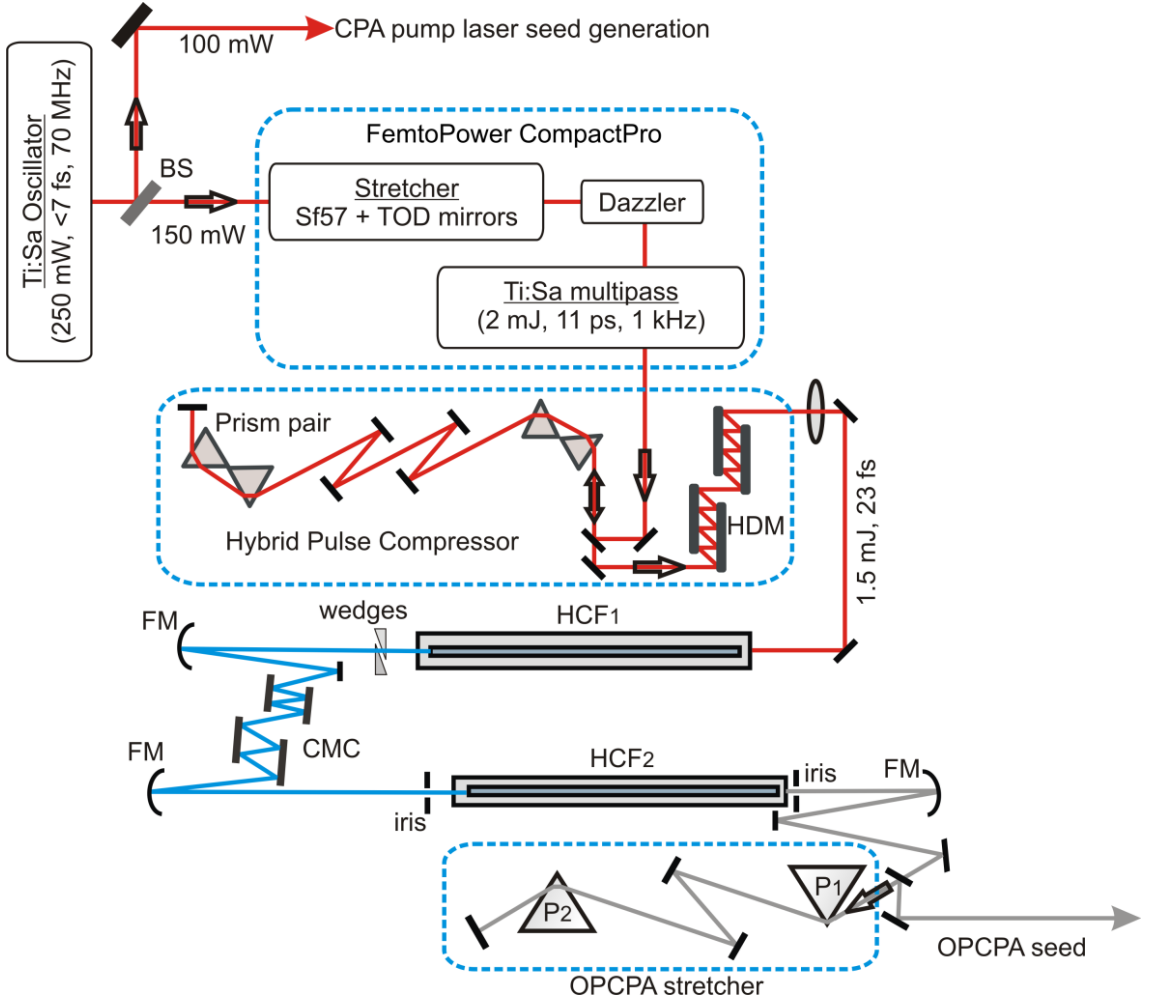 100 mW
CPA pump laser seed generation
Ti:Sa Oscillator
(250 mW, <7 fs, 70 MHz)
BS
150 mW
FemtoPower CompactPro
Stretcher
Sf57 + TOD mirrors
Dazzler
Ti:Sa multipass
(2 mJ, 11 ps, 1 kHz)
Prism pair
Hybrid Pulse Compressor
HDM
1.5 mJ, 23 fs
FM
wedges
HCF1
CMC
FM
iris
HCF2
iris
FM
P1
P2
OPCPA seed
OPCPA stretcher